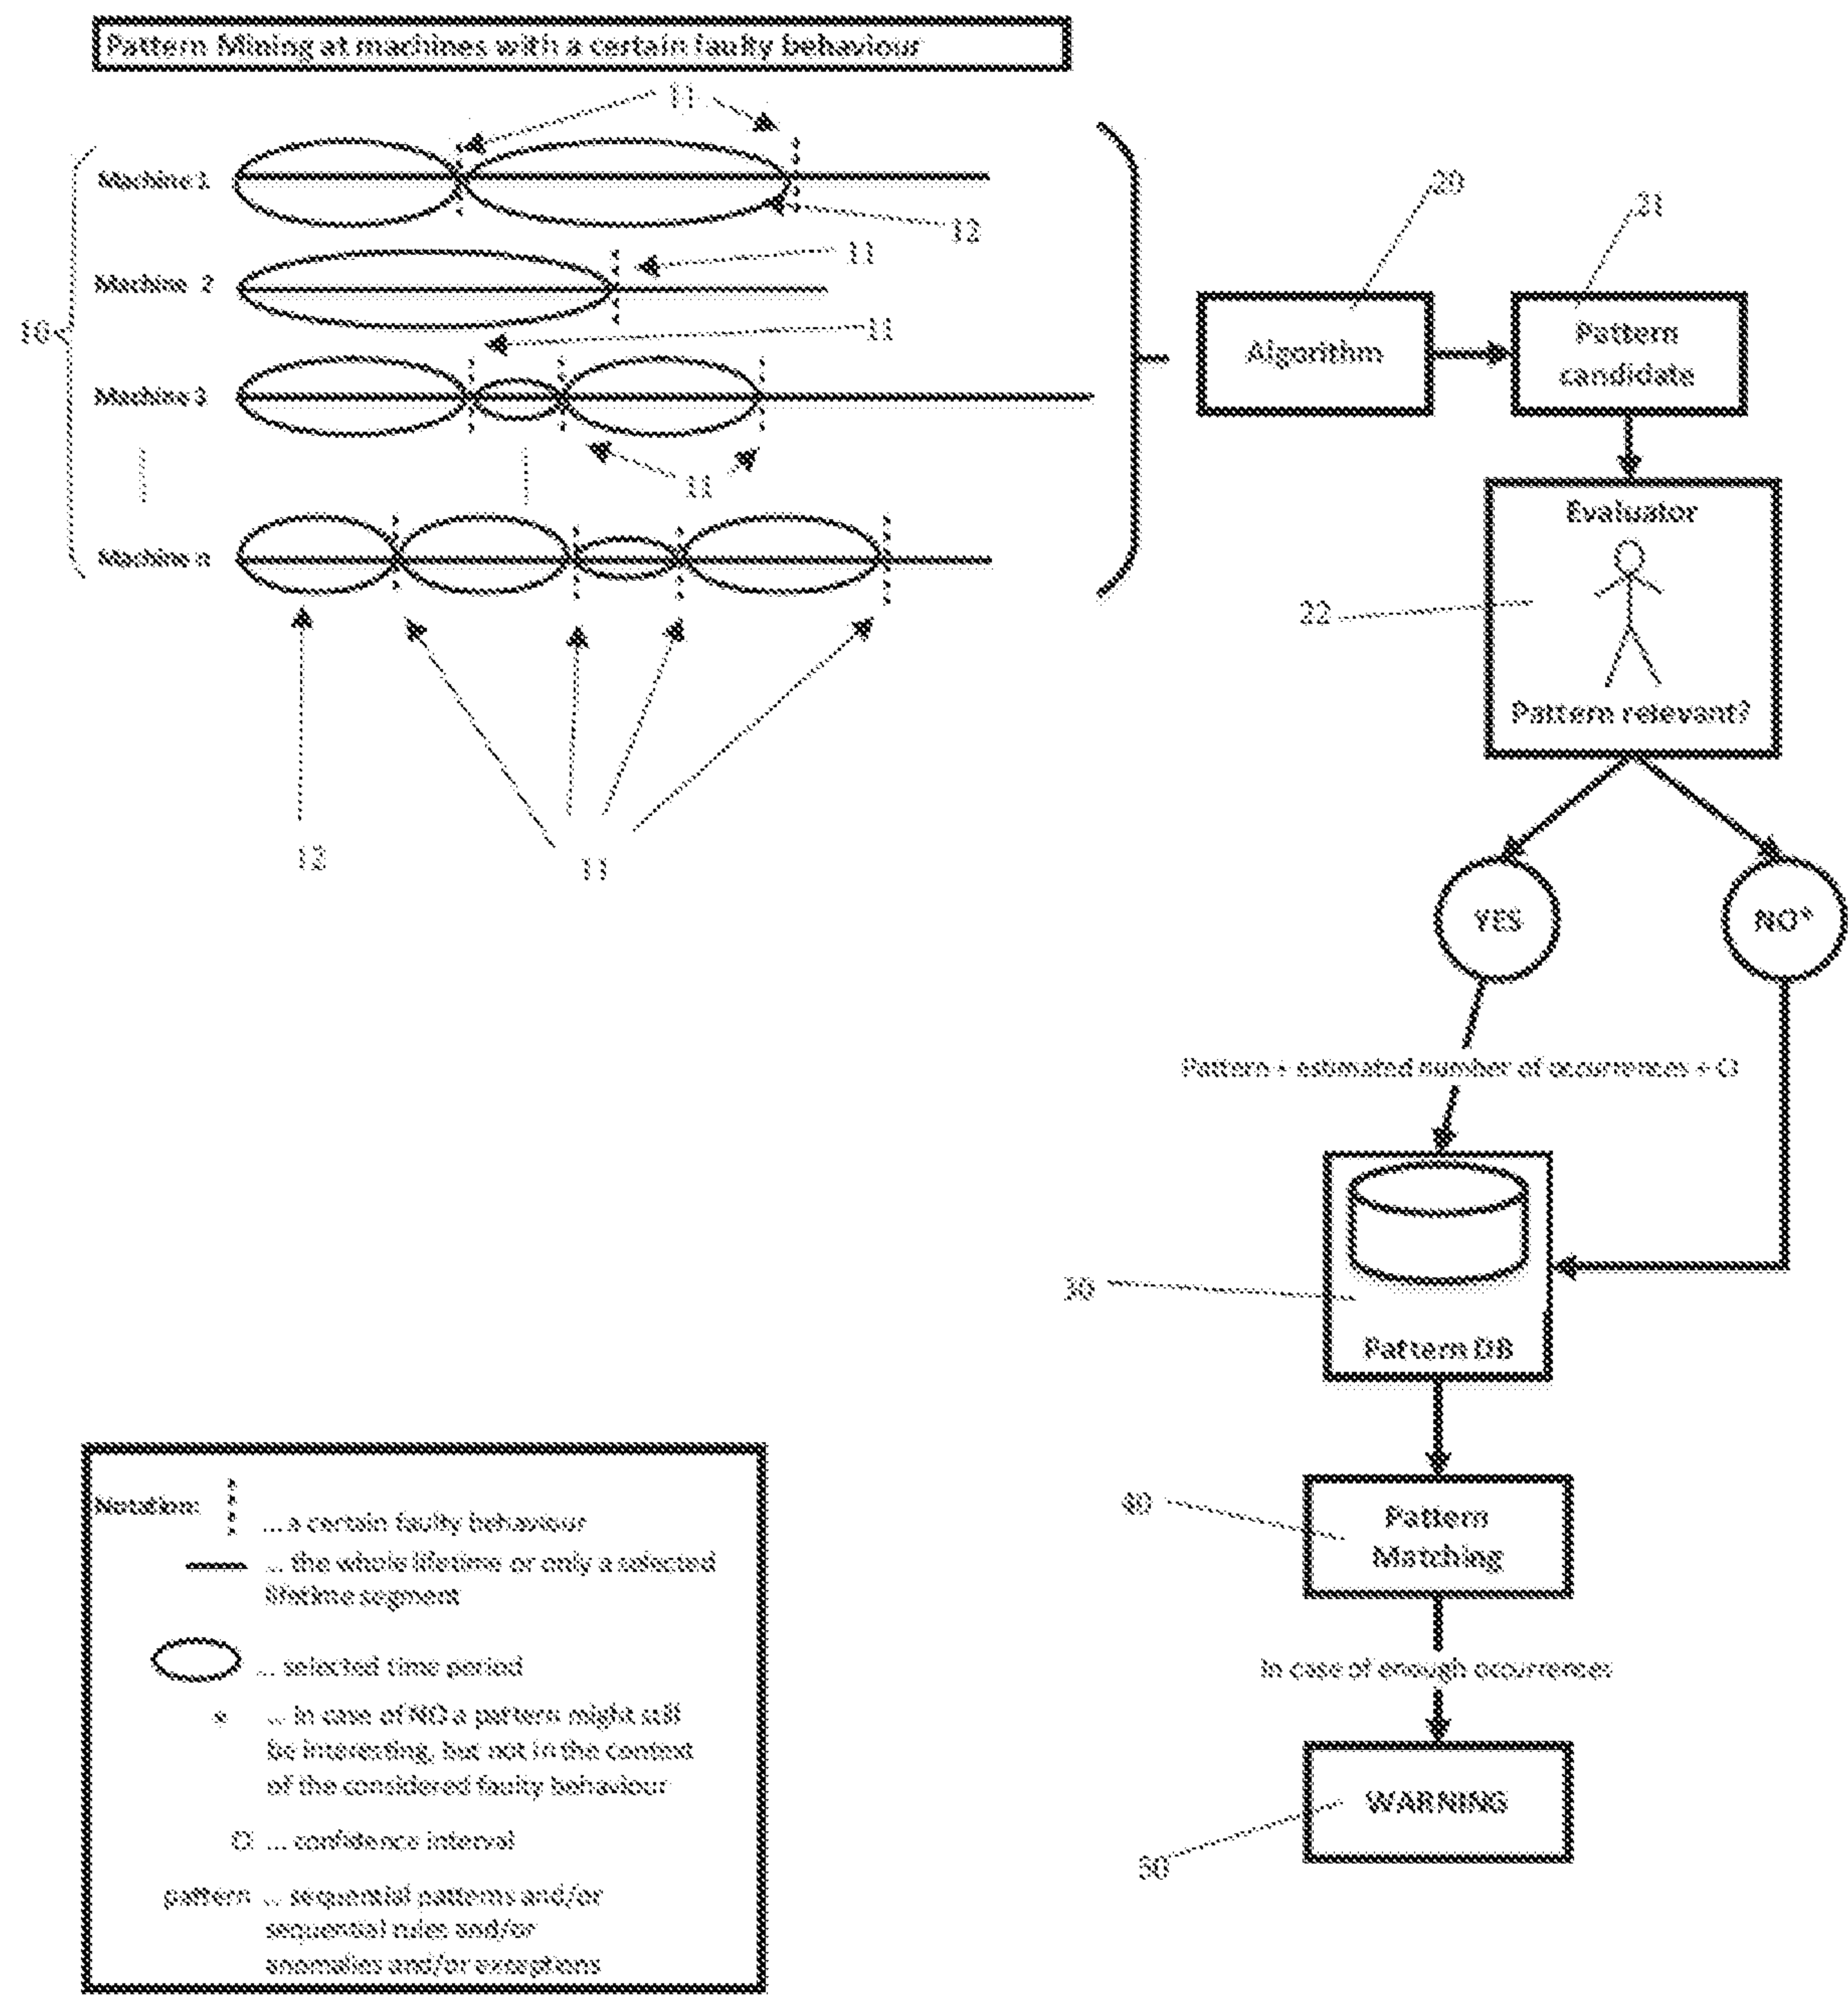 Pattern Mining at machines with a certain faulty behaviour
11
Machine 1
12
11
Machine 2
10
11
Machine 3
11
Machine n
12
11
20
21
Algorithm
Pattern
candidate
Evaluator
22
Pattern relevant?
YES
NO*
Pattern + estimated number of occurrences + CI
30
Pattern DB
40
Pattern
Matching
In case of enough occurrences
WARNING
50
Notation:
... a certain faulty behaviour
... the whole lifetime or only a selected
lifetime segment
... selected time period
* ... In case of NO a pattern might still
be interesting, but not in the context
of the considered faulty behaviour
CI ... confidence interval
pattern ... sequential patterns and/or
sequential rules and/or
anomalies and/or exceptions